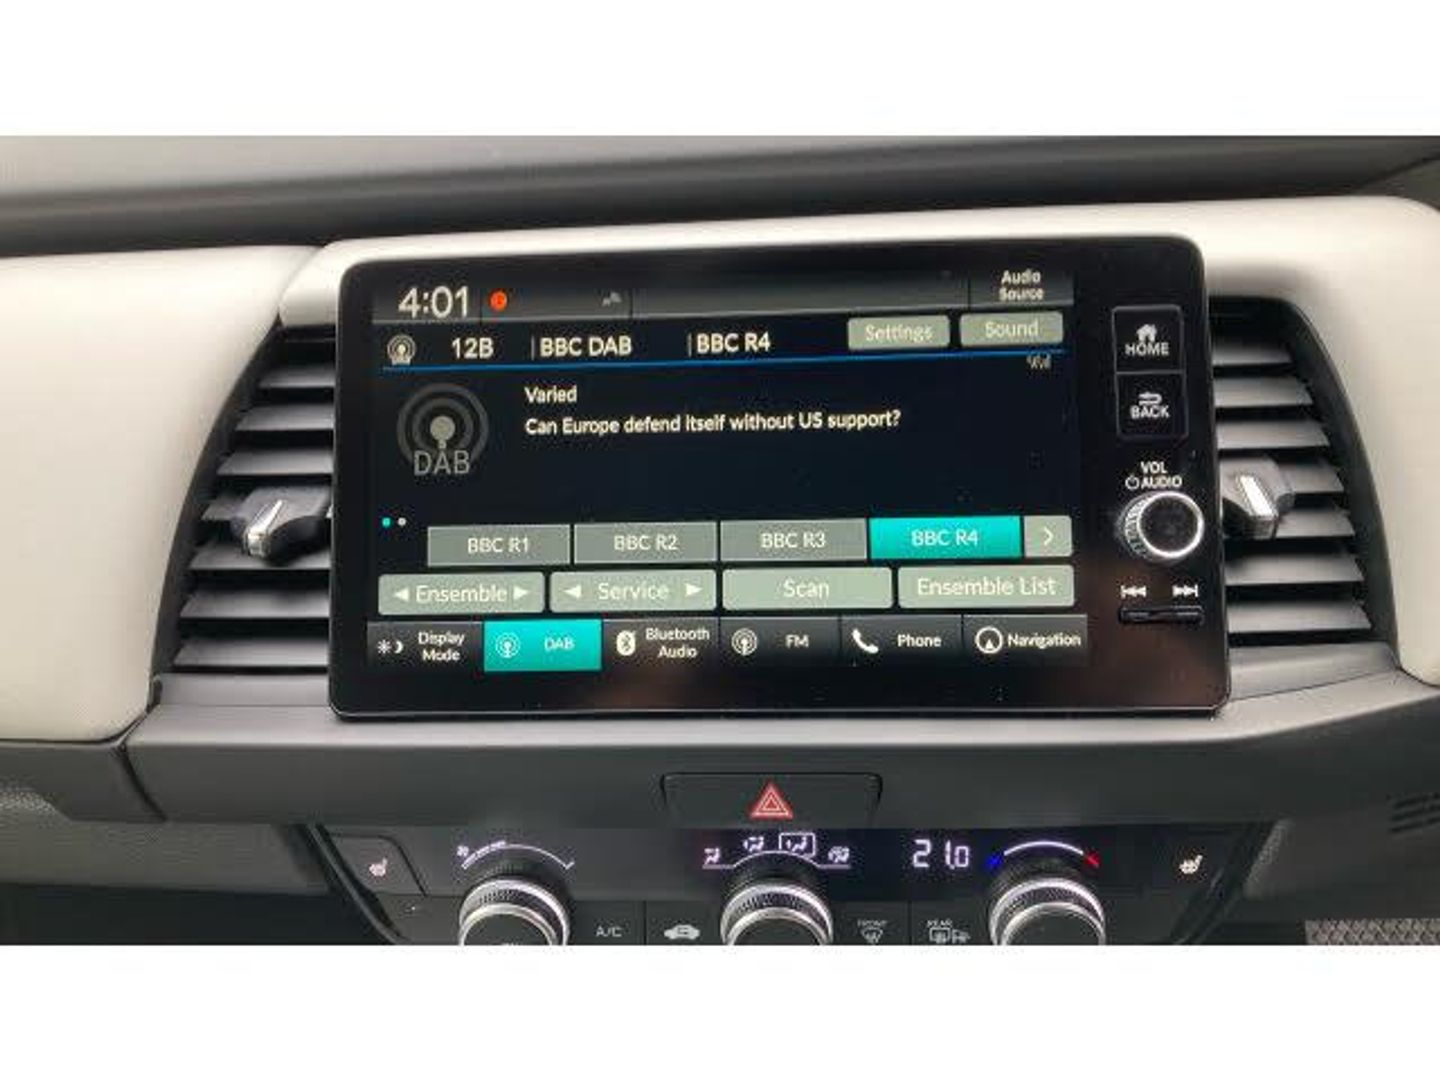 4:01
Audio
Source
12B | BBC DAB | BBC R4
Settings
Sound
Varied
Can Europe defend itself without US support?
DAB
BBC R1
BBC R2
BBC R3
BBC R4
>
◄ Ensemble ►
◄ Service ►
Scan
Ensemble List
Display
Mode
DAB
Bluetooth
Audio
FM
Phone
Navigation
HOME
BACK
VOL
AUDIO
21.0
A/C
FRONT
REAR